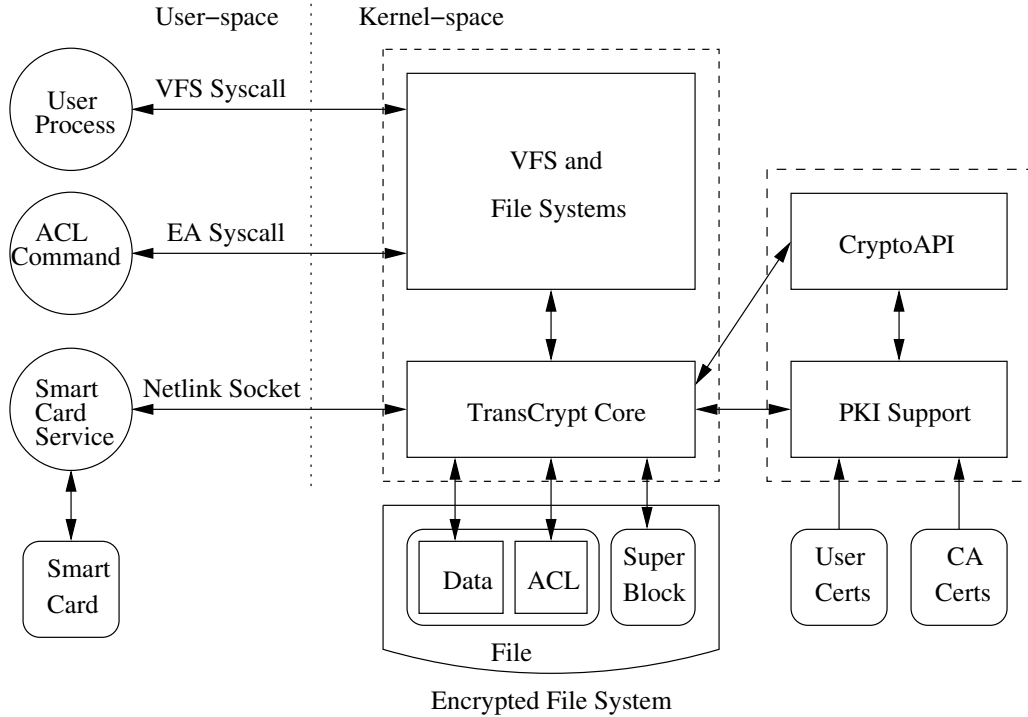 User−space
Kernel−space
User
Process
VFS Syscall
VFS and
File Systems
ACL
Command
EA Syscall
CryptoAPI
Smart
Card
Service
Netlink Socket
TransCrypt Core
PKI Support
Smart
Card
Data
ACL
Super
Block
User
Certs
CA
Certs
File
Encrypted File System